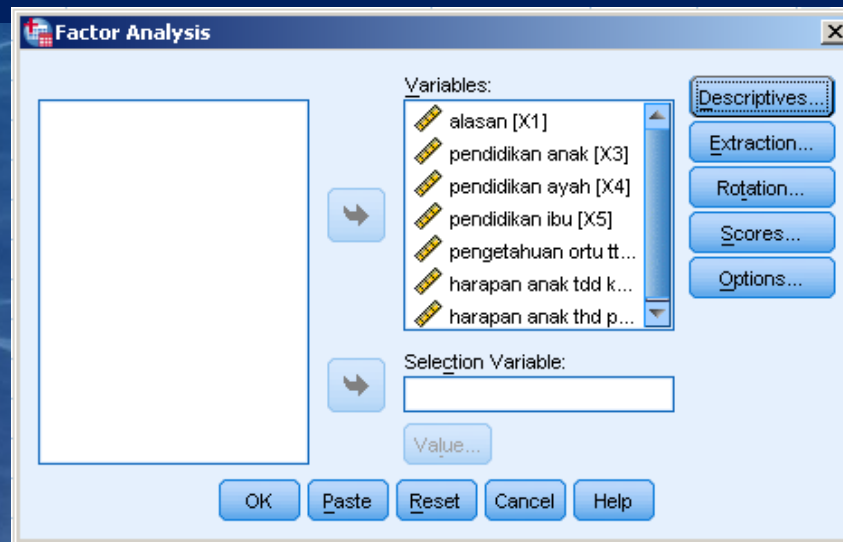 Factor Analysis
Variables:
alasan [X1]
pendidikan anak [X3]
pendidikan ayah [X4]
pendidikan ibu [X5]
pengetahuan ortu tt...
harapan anak tdd k...
harapan anak thd p...
Descriptives...
Extraction...
Rotation...
Scores...
Options...
Selection Variable:
Value...
OK
Paste
Reset
Cancel
Help